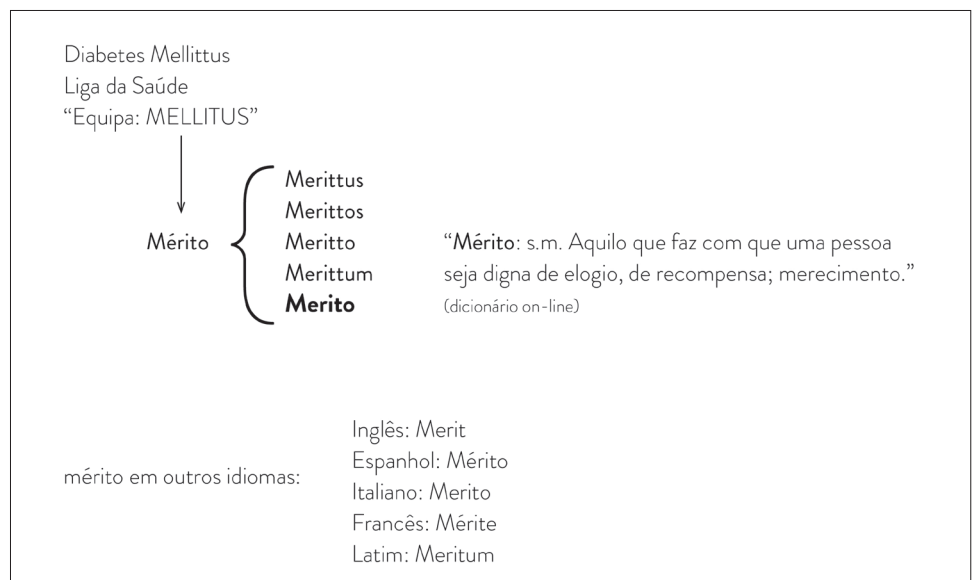 Diabetes Mellittus
Liga da Saúde
“Equipa: MELLITUS”
Merittus
Merittos
Mérito
Meritto
“Mérito: s.m. Aquilo que faz com que uma pessoa
Merittum
seja digna de elogio, de recompensa; merecimento.”
Merito
(dicionário on-line)
mérito em outros idiomas:
Inglês: Merit
Espanhol: Mérito
Italiano: Merito
Francês: Mérite
Latim: Meritum